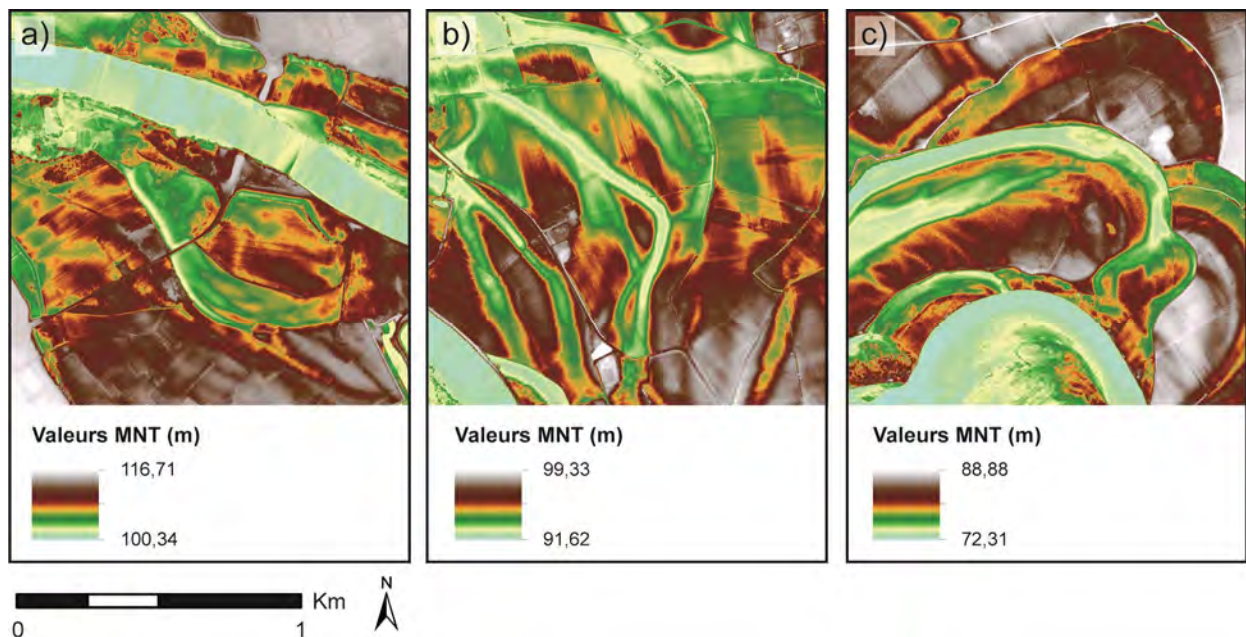 a)
b)
c)
Valeurs MNT (m)
116,71
100,34
Valeurs MNT (m)
99,33
91,62
Valeurs MNT (m)
88,88
72,31
N
Km
0 1